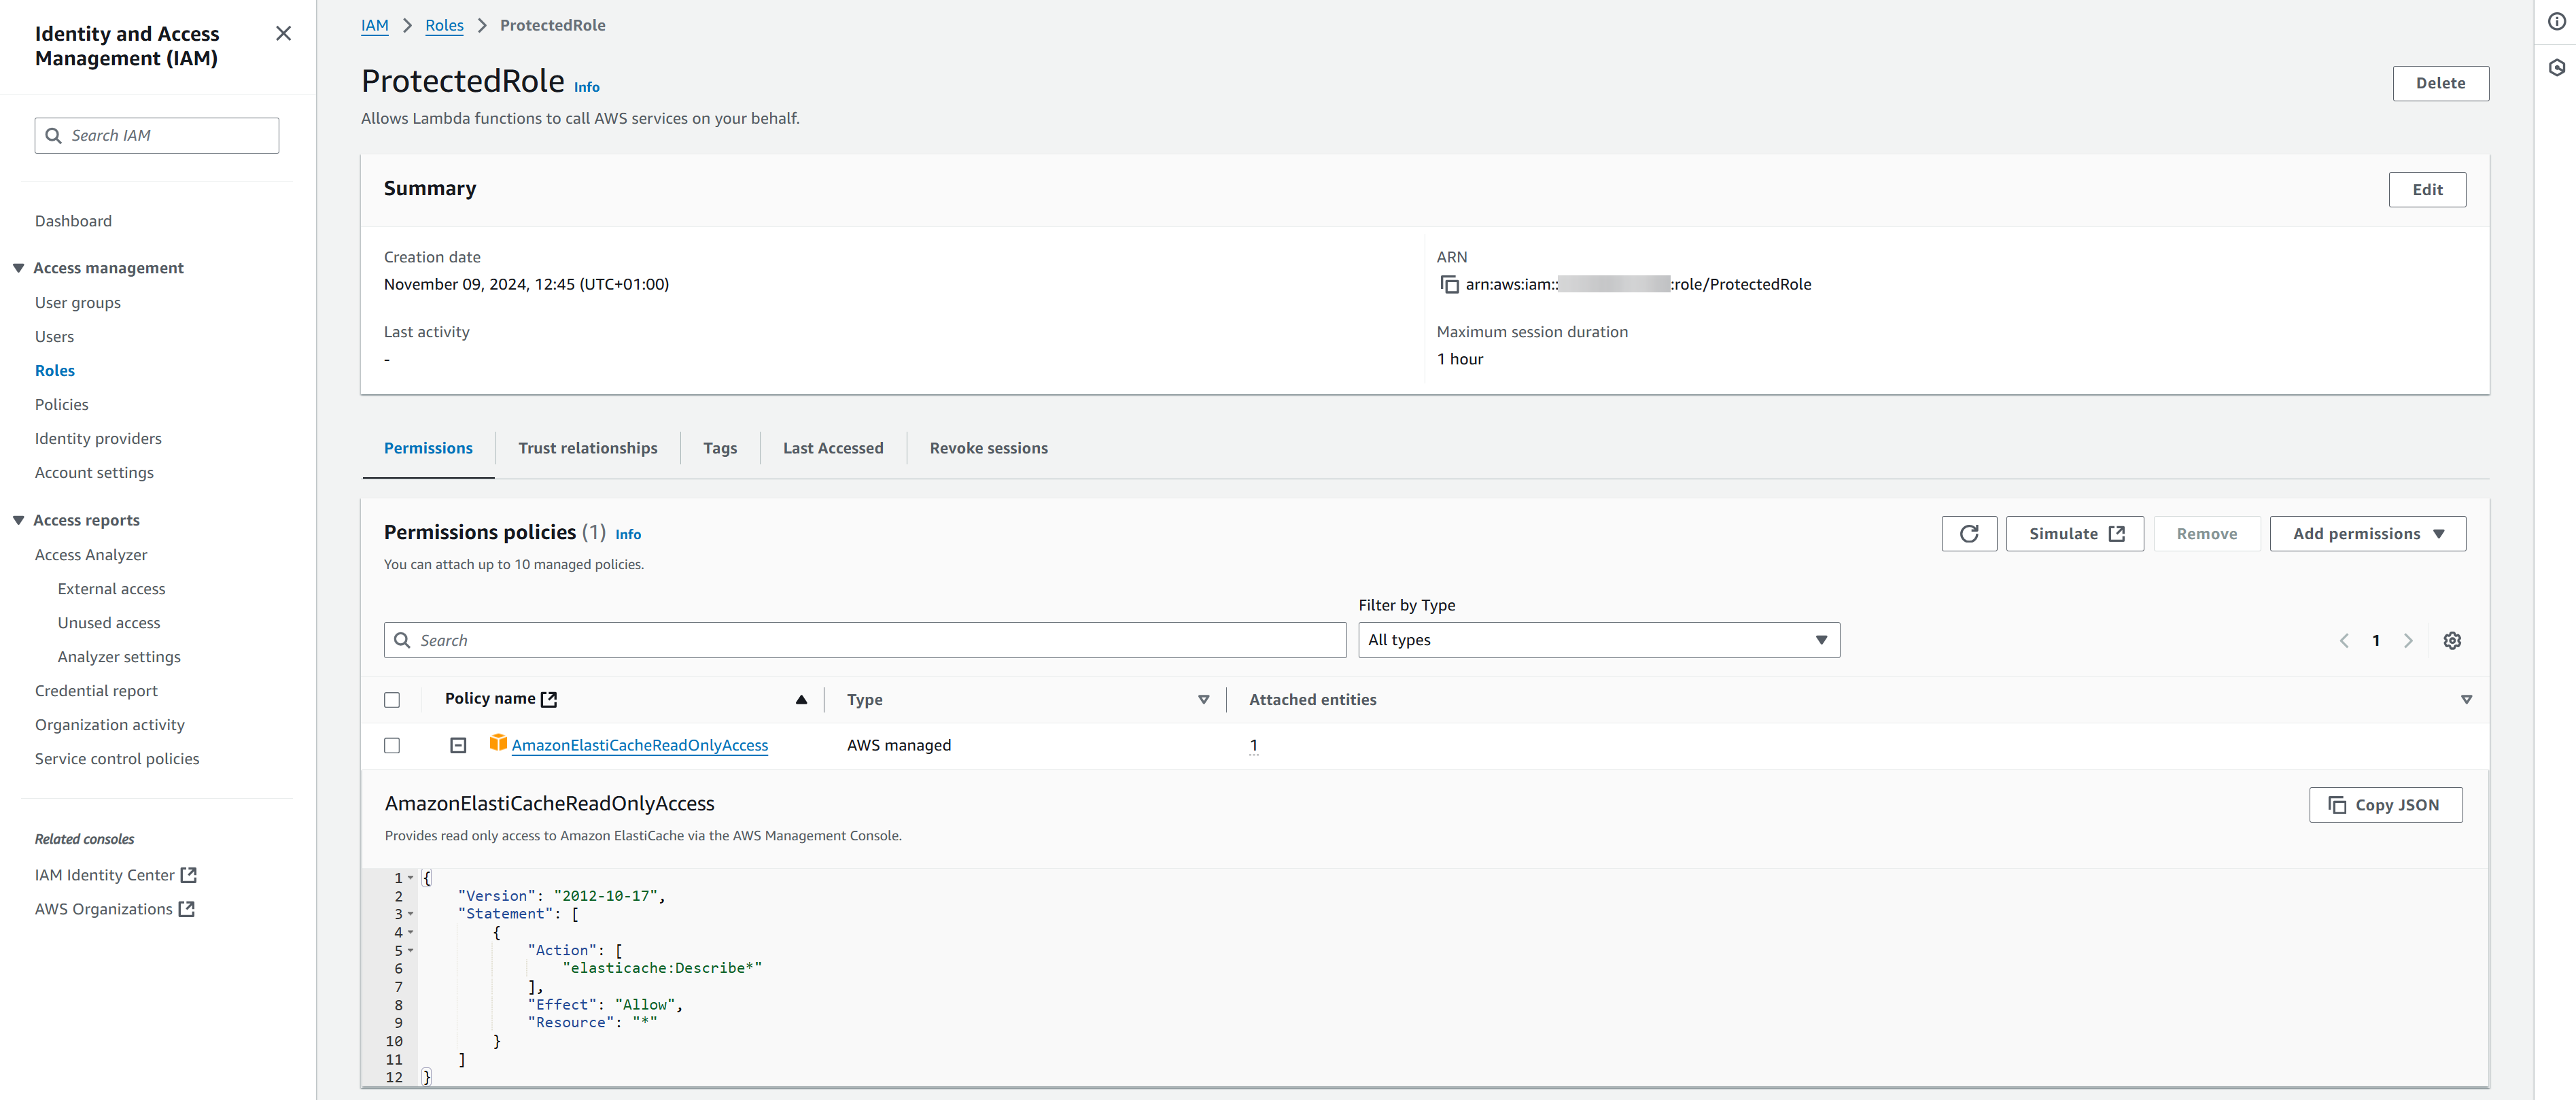 Identity and Access
Management (IAM)
Search IAM
Dashboard
Access management
User groups
Users
Roles
Policies
Identity providers
Account settings
Access reports
Access Analyzer
External access
Unused access
Analyzer settings
Credential report
Organization activity
Service control policies
Related consoles
IAM Identity Center
AWS Organizations
IAM > Roles > ProtectedRole
ProtectedRole Info
Delete
Allows Lambda functions to call AWS services on your behalf.
Summary
Edit
Creation date
November 09, 2024, 12:45 (UTC+01:00)
ARN
arn:aws:iam:: :role/ProtectedRole
Last activity
-
Maximum session duration
1 hour
Permissions Trust relationships Tags Last Accessed Revoke sessions
Permissions policies (1) Info
Simulate Remove Add permissions
You can attach up to 10 managed policies.
Filter by Type
Search All types 1
Policy name Type Attached entities
AmazonElastiCacheReadOnlyAccess AWS managed 1
AmazonElastiCacheReadOnlyAccess
Copy JSON
Provides read only access to Amazon ElastiCache via the AWS Management Console.
1 {
2 "Version": "2012-10-17",
3 "Statement": [
4 {
5 "Action": [
6 "elasticache:Describe*"
7 ],
8 "Effect": "Allow",
9 "Resource": "*"
10 }
11 ]
12 }